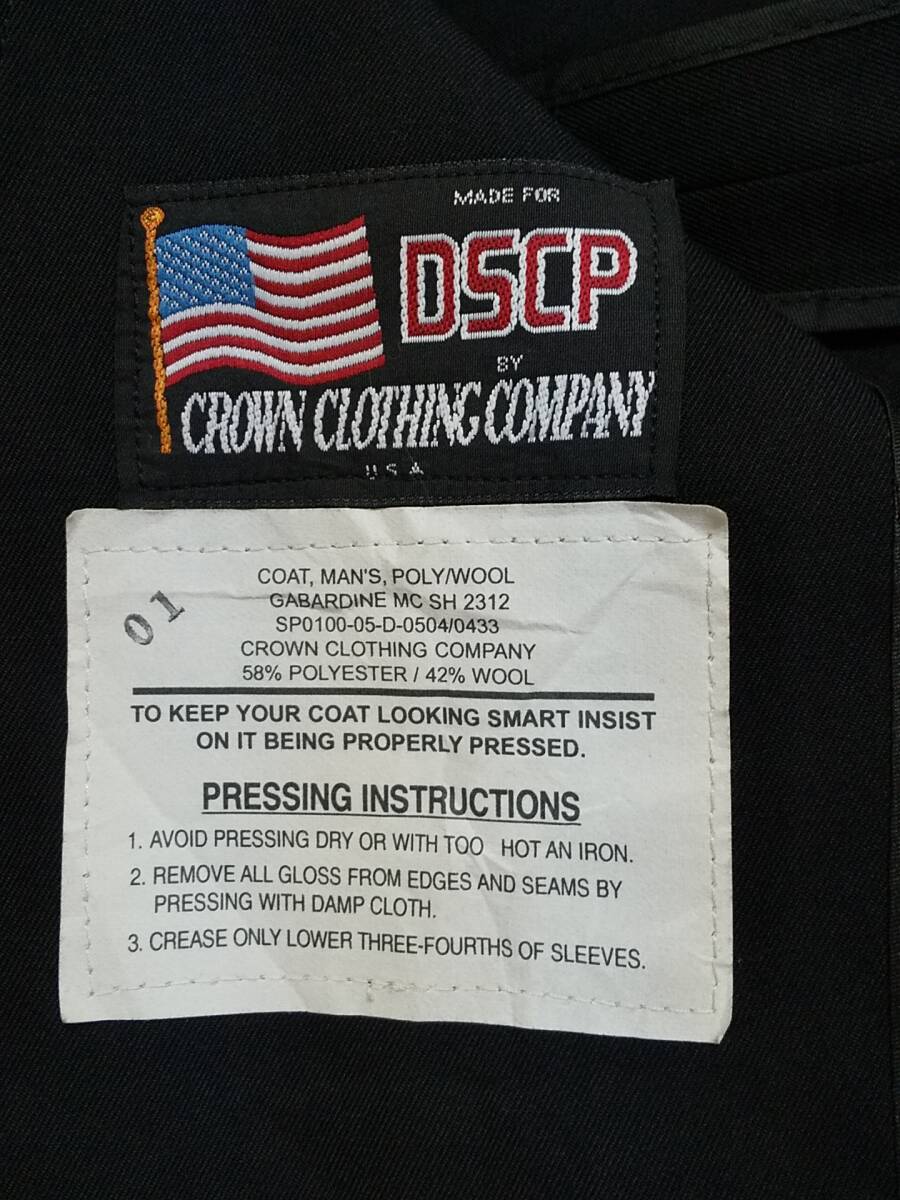 MADE FOR
DSCP
BY
CROWN CLOTHING COMPANY
USA
01
COAT, MAN'S, POLY/WOOL
GABARDINE MC SH 2312
SP0100-05-D-0504/0433
CROWN CLOTHING COMPANY
58% POLYESTER / 42% WOOL
TO KEEP YOUR COAT LOOKING SMART INSIST
ON IT BEING PROPERLY PRESSED.
PRESSING INSTRUCTIONS
1. AVOID PRESSING DRY OR WITH TOO HOT AN IRON.
2. REMOVE ALL GLOSS FROM EDGES AND SEAMS BY
PRESSING WITH DAMP CLOTH.
3. CREASE ONLY LOWER THREE-FOURTHS OF SLEEVES.